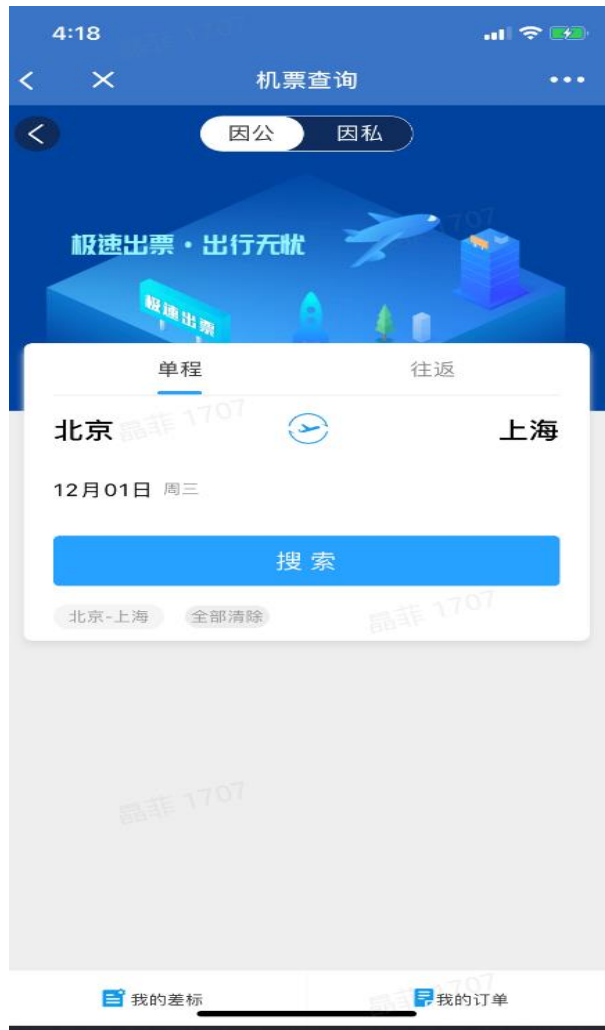 4:18
机票查询
因公 因私
极速出票·出行无忧
极速出票
单程 往返
北京 上海
12月01日 周三
搜索
北京-上海 全部清除
晶菲 1707
晶菲 1707
晶菲 1707
我的差标 我的订单